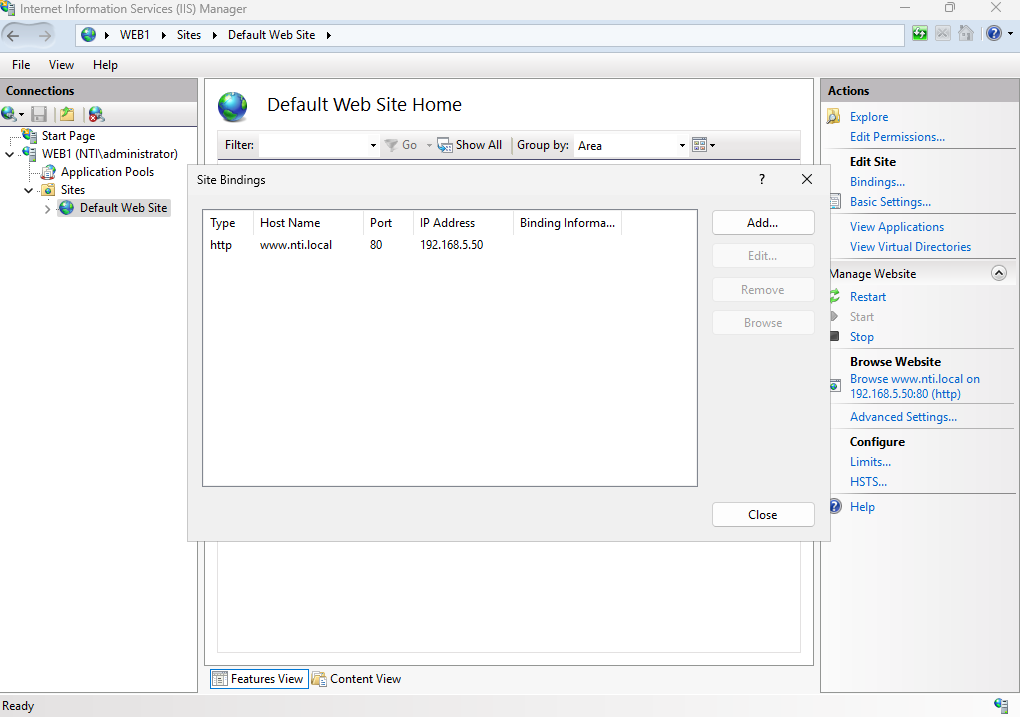 Internet Information Services (IIS) Manager
WEB1 Sites Default Web Site
File View Help
Connections
Start Page
WEB1 (NTI\administrator)
Application Pools
Sites
Default Web Site
Default Web Site Home
Filter: Go Show All Group by: Area
Site Bindings ?
Type Host Name Port IP Address Binding Informa...
http www.nti.local 80 192.168.5.50
Add...
Edit...
Remove
Browse
Close
Features View Content View
Actions
Explore
Edit Permissions...
Edit Site
Bindings...
Basic Settings...
View Applications
View Virtual Directories
Manage Website
Restart
Start
Stop
Browse Website
Browse www.nti.local on
192.168.5.50:80 (http)
Advanced Settings...
Configure
Limits...
HSTS...
Help
Ready